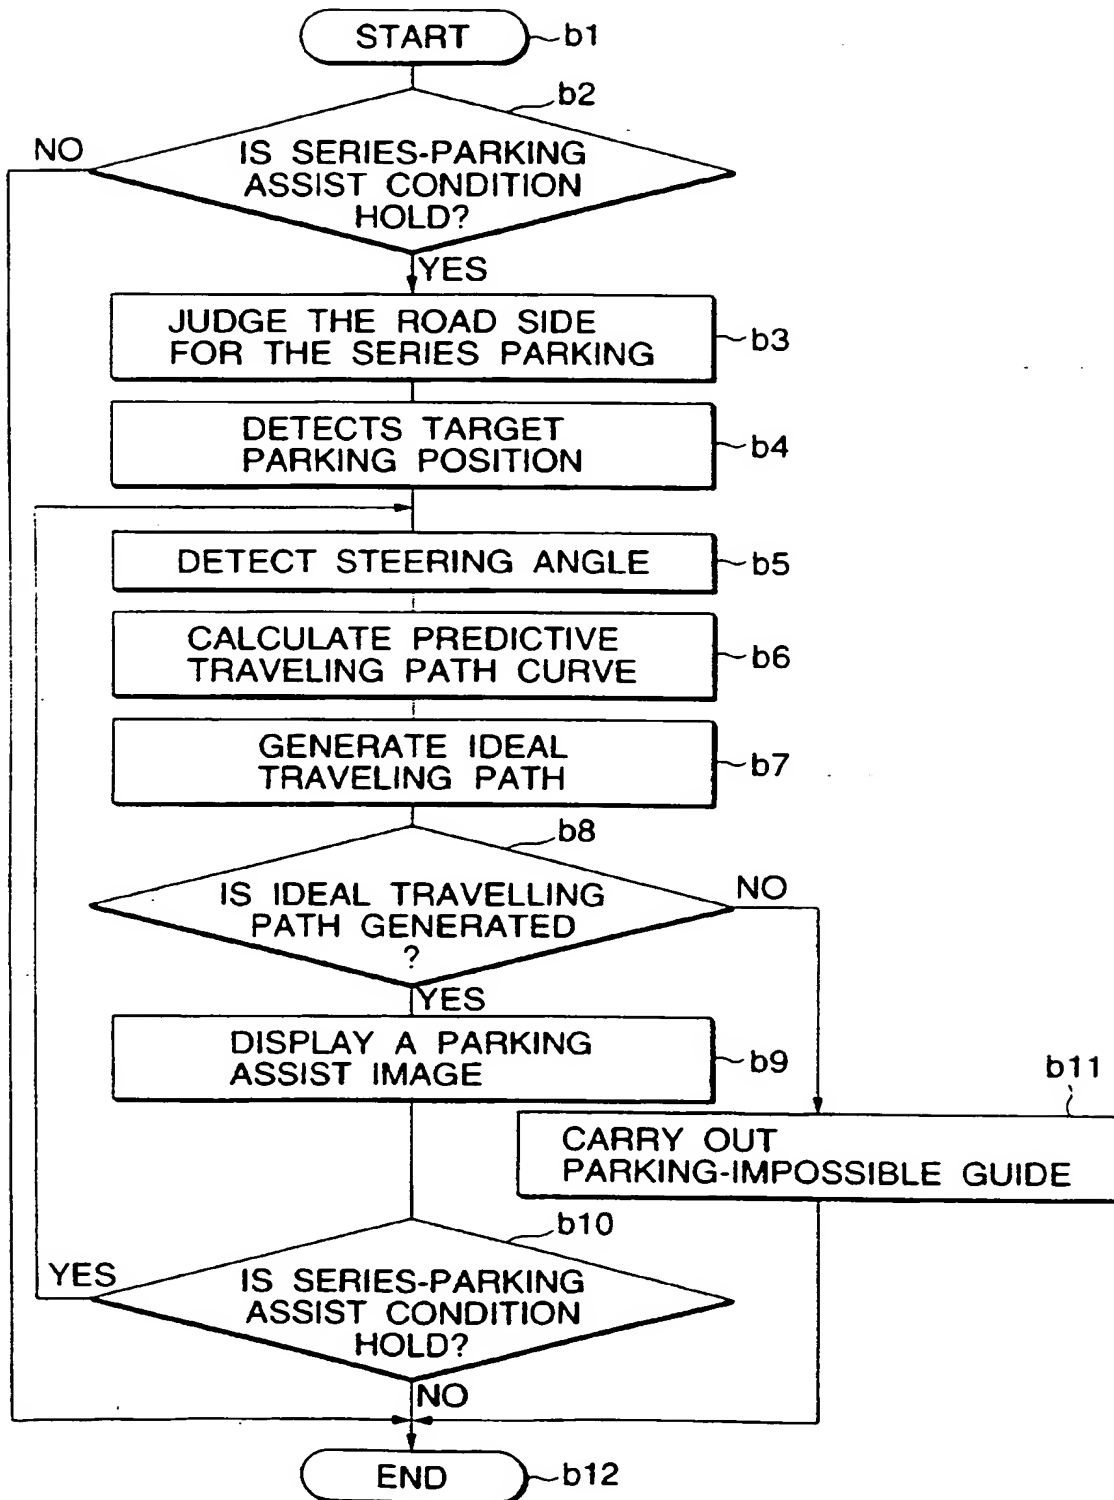 START
b1
b2
NO
IS SERIES-PARKING
ASSIST CONDITION
HOLD?
YES
JUDGE THE ROAD SIDE
FOR THE SERIES PARKING
b3
DETECTS TARGET
PARKING POSITION
b4
DETECT STEERING ANGLE
b5
CALCULATE PREDICTIVE
TRAVELING PATH CURVE
b6
GENERATE IDEAL
TRAVELING PATH
b7
b8
IS IDEAL TRAVELLING
PATH GENERATED
?
NO
YES
DISPLAY A PARKING
ASSIST IMAGE
b9
b11
CARRY OUT
PARKING-IMPOSSIBLE GUIDE
b10
YES
IS SERIES-PARKING
ASSIST CONDITION
HOLD?
NO
END
b12